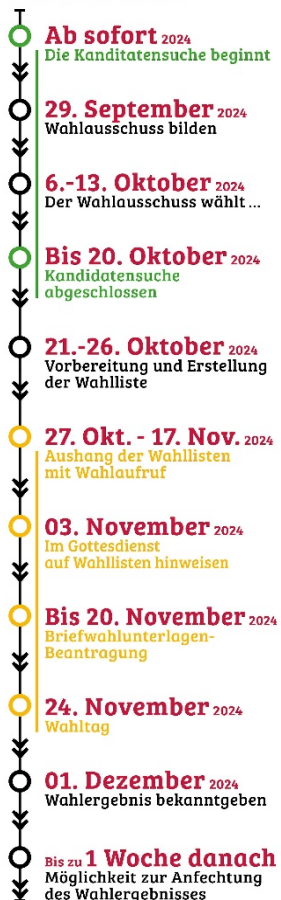 Ab sofort 2024
Die Kanditatensuche beginnt
29. September 2024
Wahlausschuss bilden
6.-13. Oktober 2024
Der Wahlausschuss wählt ...
Bis 20. Oktober 2024
Kandidatensuche
abgeschlossen
21.-26. Oktober 2024
Vorbereitung und Erstellung
der Wahlliste
27. Okt. - 17. Nov. 2024
Aushang der Wahllisten
mit Wahlaufruf
03. November 2024
Im Gottesdienst
auf Wahllisten hinweisen
Bis 20. November 2024
Briefwahlunterlagen-
Beantragung
24. November 2024
Wahltag
01. Dezember 2024
Wahlergebnis bekanntgeben
Bis zu 1 Woche danach
Möglichkeit zur Anfechtung
des Wahlergebnisses